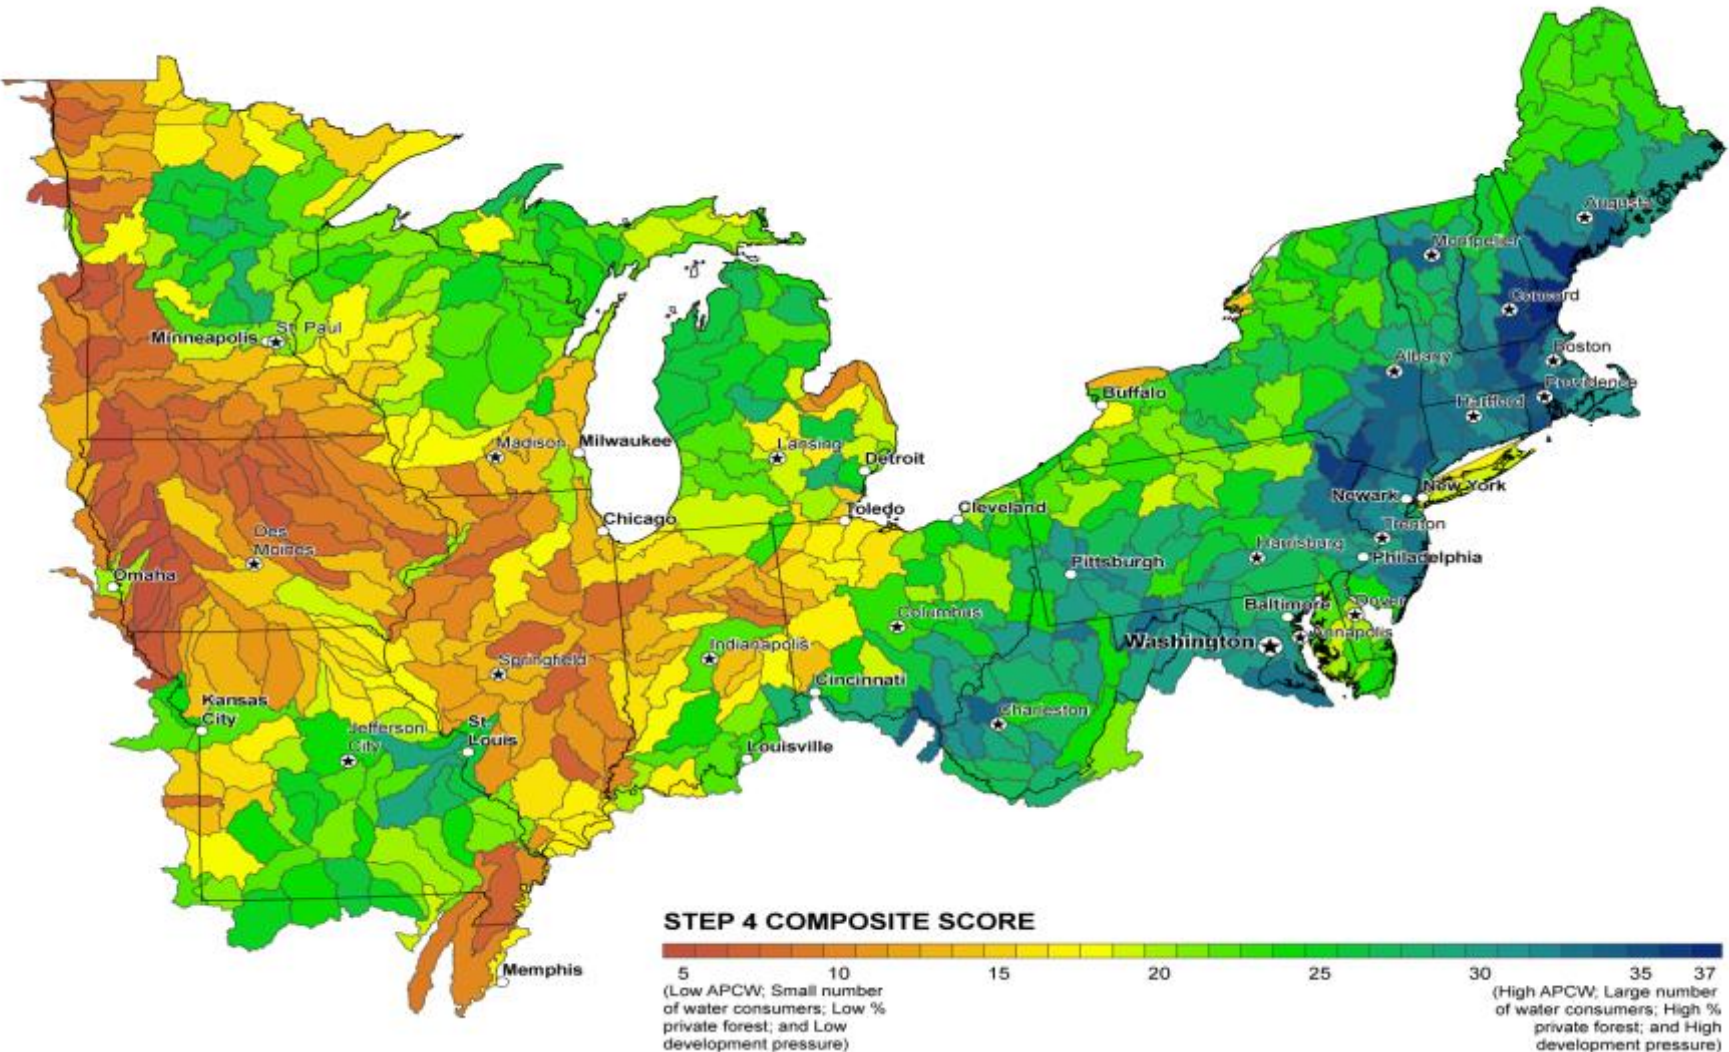 Augusta
Montpelier
Concord
Minneapolis
St. Paul
Boston
Albany
Providence
Buffalo
Hartford
Madison
Milwaukee
Lansing
Detroit
Newark
New York
Chicago
Toledo
Cleveland
Trenton
Des
Moines
Harrisburg
Philadelphia
Omaha
Pittsburgh
Baltimore
Dover
Columbus
Washington
Annapolis
Indianapolis
Springfield
Cincinnati
Kansas
City
Charleston
Jefferson
City
St.
Louis
Louisville
Memphis
STEP 4 COMPOSITE SCORE
5 10 15 20 25 30 35 37
(Low APCW; Small number
of water consumers; Low %
private forest; and Low
development pressure)
(High APCW; Large number
of water consumers; High %
private forest; and High
development pressure)